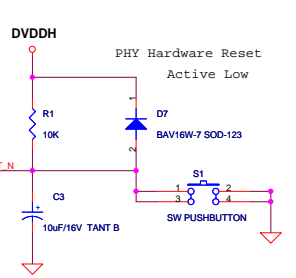 DVDDH
PHY Hardware Reset
Active Low
1
R1
D7
10K
BAV16W-7 SOD-123
2
T_N
S1
C3
1 2
3 4
+
10uF/16V TANT B
SW PUSHBUTTON